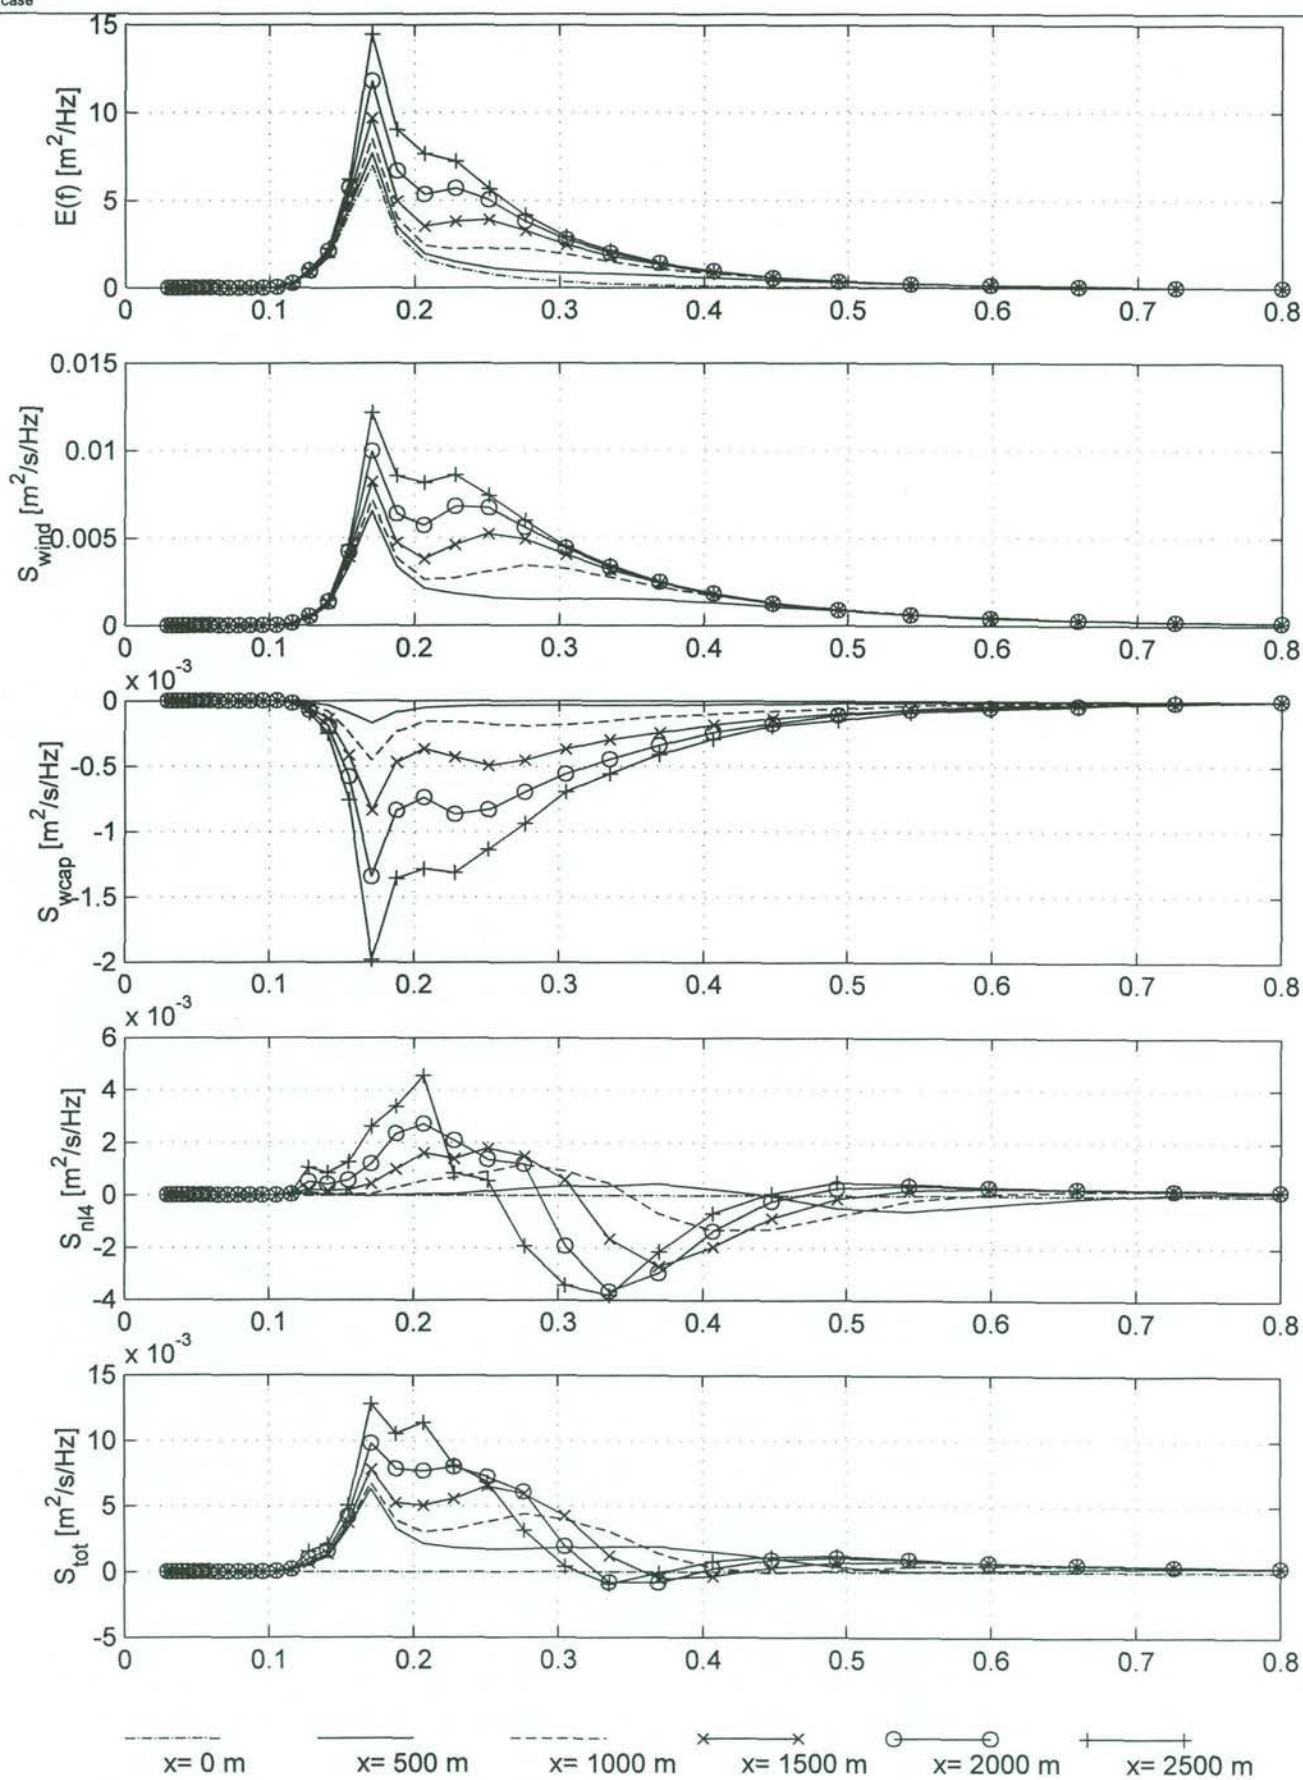 case
15
10
5
0
E(f) [m²/Hz]
0 0.1 0.2 0.3 0.4 0.5 0.6 0.7 0.8
0.015
0.01
0.005
0
S_wind [m²/s/Hz]
0 0.1 0.2 0.3 0.4 0.5 0.6 0.7 0.8
x 10⁻³
0
-0.5
-1
-1.5
-2
S_wcap [m²/s/Hz]
0 0.1 0.2 0.3 0.4 0.5 0.6 0.7 0.8
x 10⁻³
6
4
2
0
-2
-4
S_nl4 [m²/s/Hz]
0 0.1 0.2 0.3 0.4 0.5 0.6 0.7 0.8
x 10⁻³
15
10
5
0
-5
S_tot [m²/s/Hz]
0 0.1 0.2 0.3 0.4 0.5 0.6 0.7 0.8
x= 0 m x= 500 m x= 1000 m x= 1500 m x= 2000 m x= 2500 m